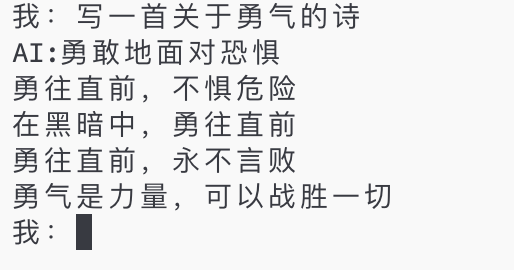 我： 写一首关于勇气的诗
AI:勇敢地面对恐惧
勇往直前，不惧危险
在黑暗中，勇往直前
勇往直前，永不言败
勇气是力量，可以战胜一切
我：